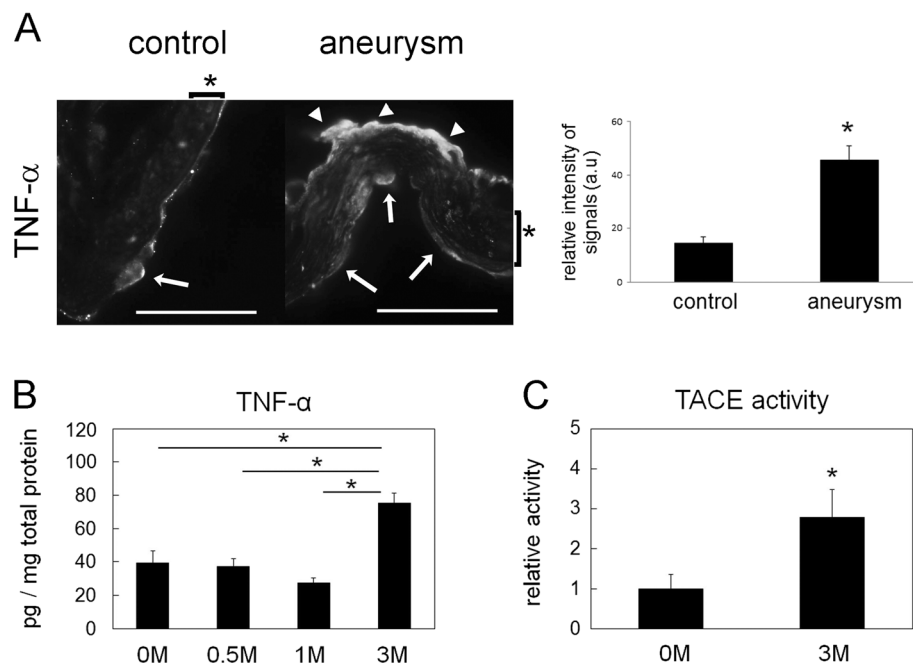 A
control
aneurysm
*
TNF-α
*
relative intensity of
signals (a.u)
60
40
20
0
*
control
aneurysm
B
TNF-α
pg / mg total protein
120
100
80
60
40
20
0
*
*
*
0M 0.5M 1M 3M
C
TACE activity
relative activity
5
4
3
2
1
0
*
0M 3M